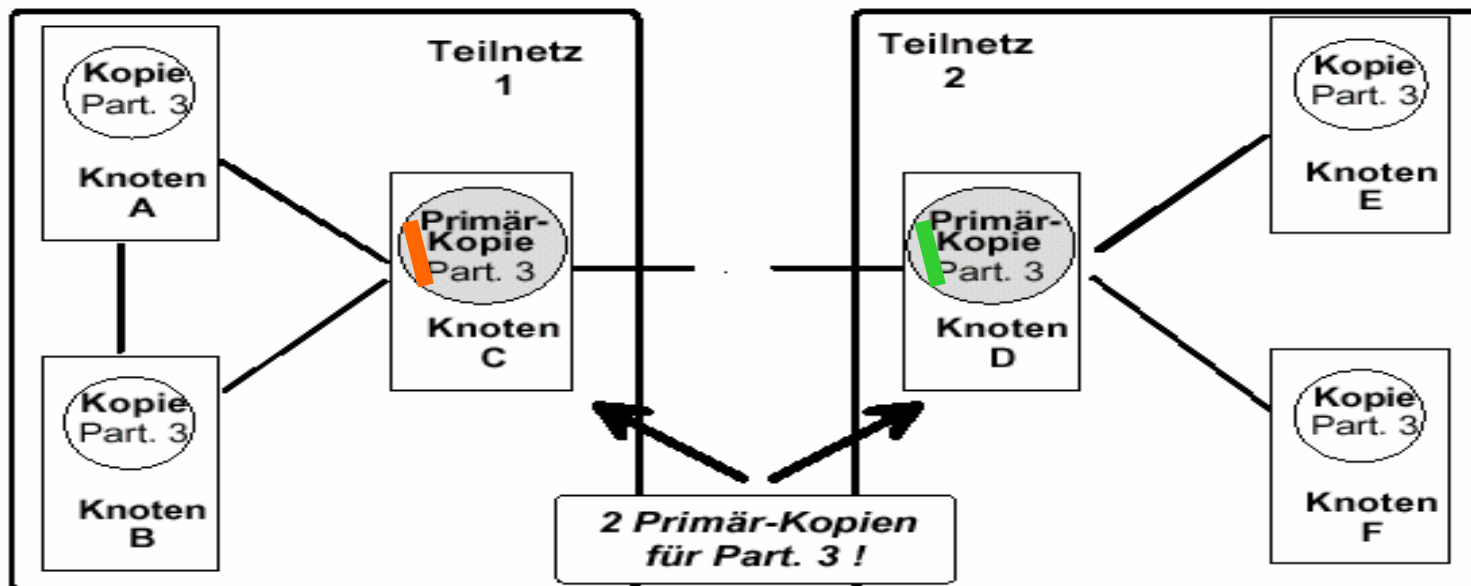 Teilnetz
1
Kopie
Part. 3
Knoten
A
Kopie
Part. 3
Knoten
B
Primär-
Kopie
Part. 3
Knoten
C
Teilnetz
2
Primär-
Kopie
Part. 3
Knoten
D
Kopie
Part. 3
Knoten
E
Kopie
Part. 3
Knoten
F
2 Primär-Kopien
für Part. 3 !